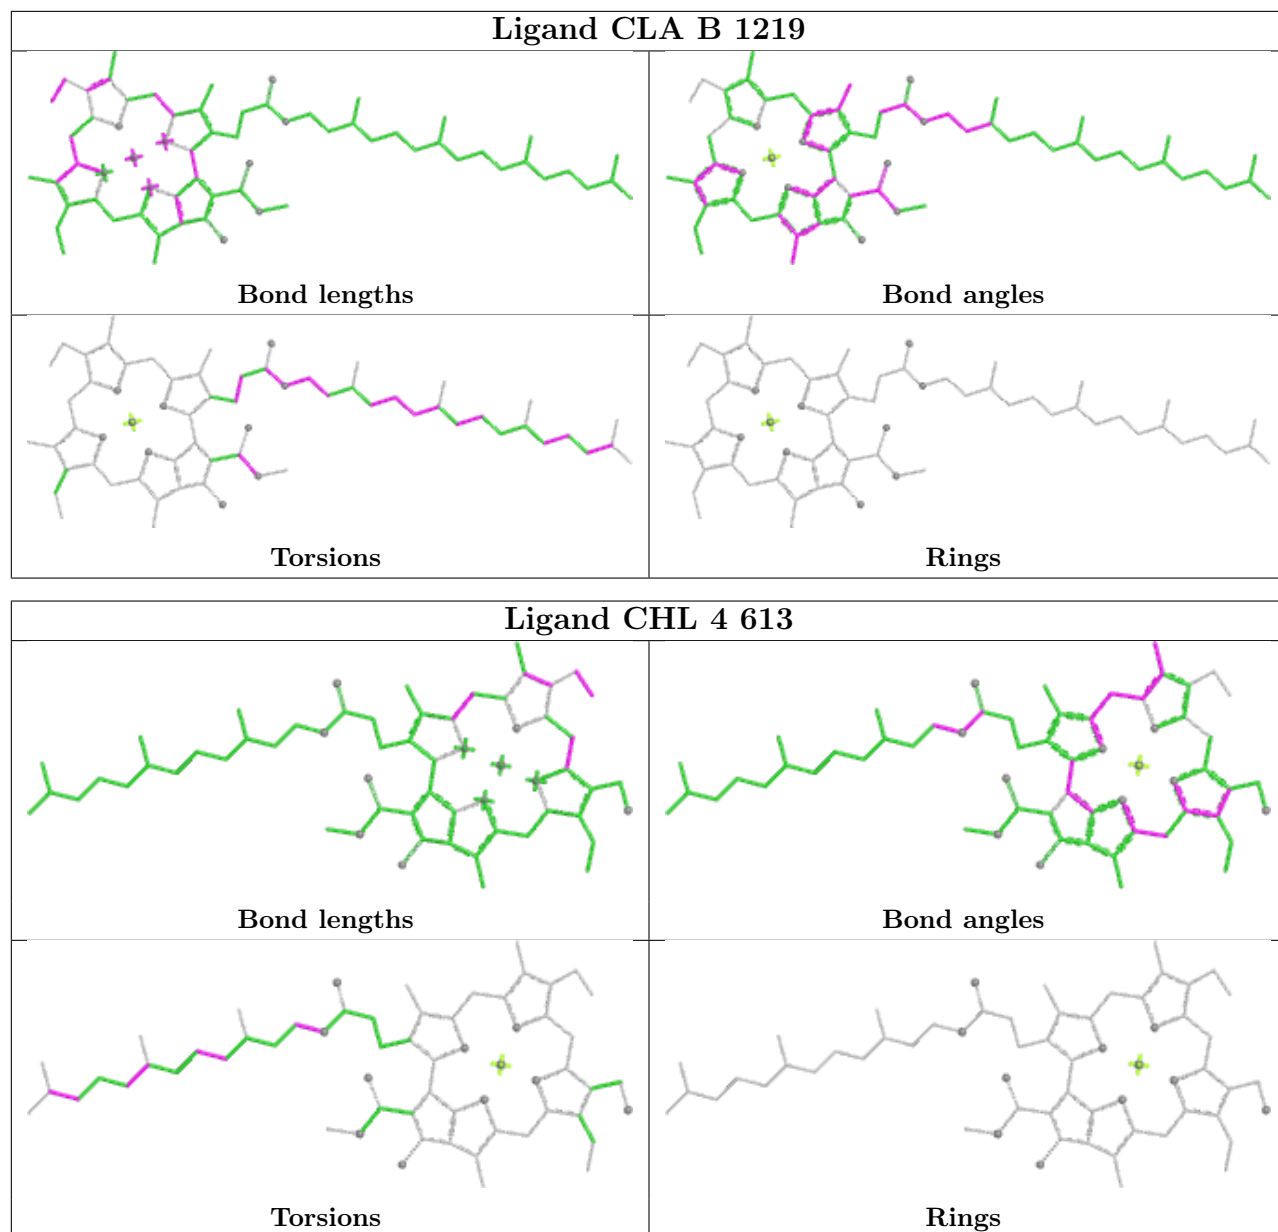 Ligand CLA B 1219
Bond lengths
Bond angles
Torsions
Rings
Ligand CHL 4 613
Bond lengths
Bond angles
Torsions
Rings